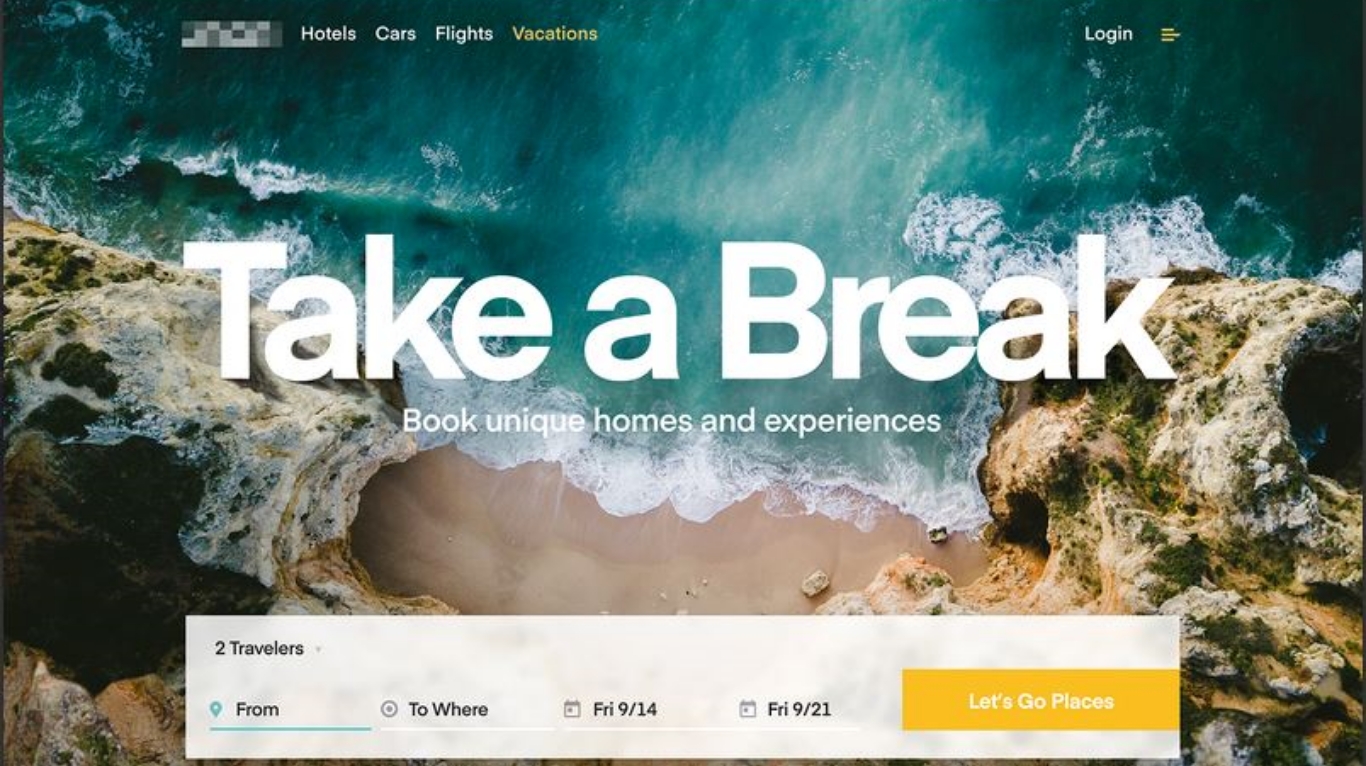 Hotels Cars Flights Vacations Login
Take a Break
Book unique homes and experiences
2 Travelers
From To Where Fri 9/14 Fri 9/21 Let's Go Places